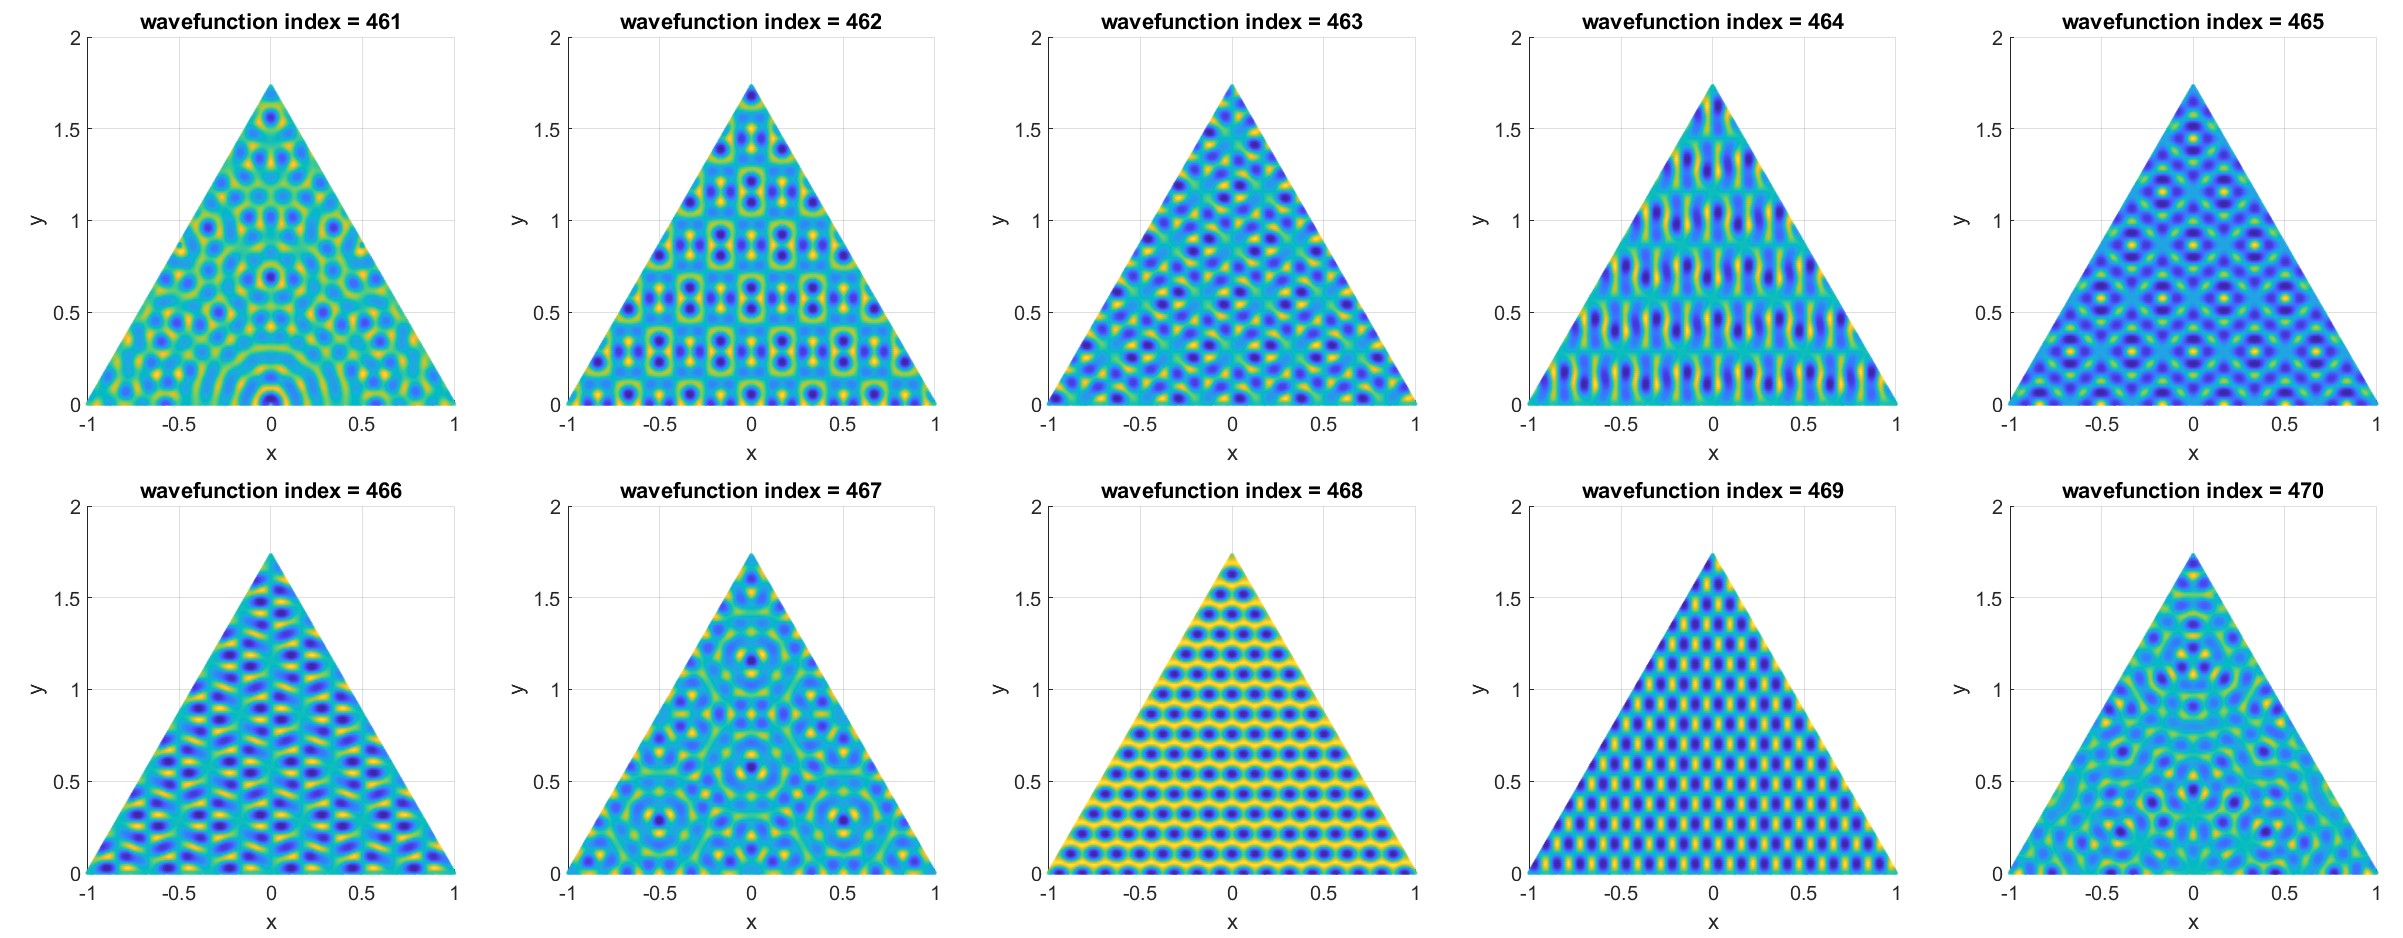 wavefunction index = 461
wavefunction index = 462
wavefunction index = 463
wavefunction index = 464
wavefunction index = 465
2
1.5
1
0.5
0
y
-1 -0.5 0 0.5 1
x
2
1.5
1
0.5
0
y
-1 -0.5 0 0.5 1
x
2
1.5
1
0.5
0
y
-1 -0.5 0 0.5 1
x
2
1.5
1
0.5
0
y
-1 -0.5 0 0.5 1
x
2
1.5
1
0.5
0
y
-1 -0.5 0 0.5 1
x
wavefunction index = 466
wavefunction index = 467
wavefunction index = 468
wavefunction index = 469
wavefunction index = 470
2
1.5
1
0.5
0
y
-1 -0.5 0 0.5 1
x
2
1.5
1
0.5
0
y
-1 -0.5 0 0.5 1
x
2
1.5
1
0.5
0
y
-1 -0.5 0 0.5 1
x
2
1.5
1
0.5
0
y
-1 -0.5 0 0.5 1
x
2
1.5
1
0.5
0
y
-1 -0.5 0 0.5 1
x